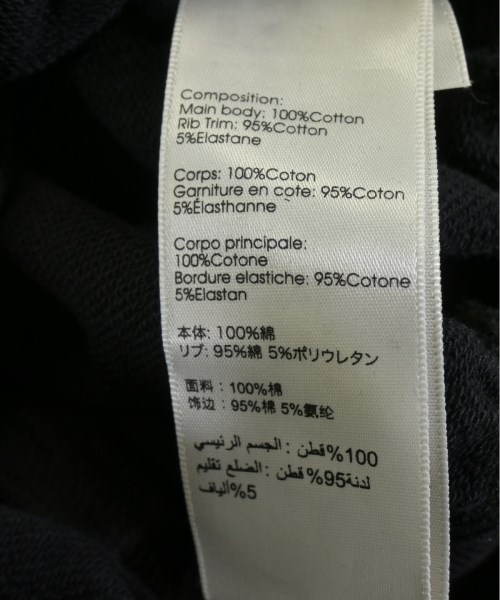 Composition:
Main body: 100%Cotton
Rib Trim: 95%Cotton
5%Elastane
Corps: 100%Coton
Garniture en cote: 95%Coton
5%Élasthanne
Corpo principale:
100%Cotone
Bordure elastiche: 95%Cotone
5%Elastan
本体: 100%綿
リブ: 95%綿 5%ポリウレタン
面料：100%棉
饰边：95%棉 5%氨纶
100%قطن : الجسم الرئيسي
لدنة95% قطن : الضلع تقليم
5%ألياف